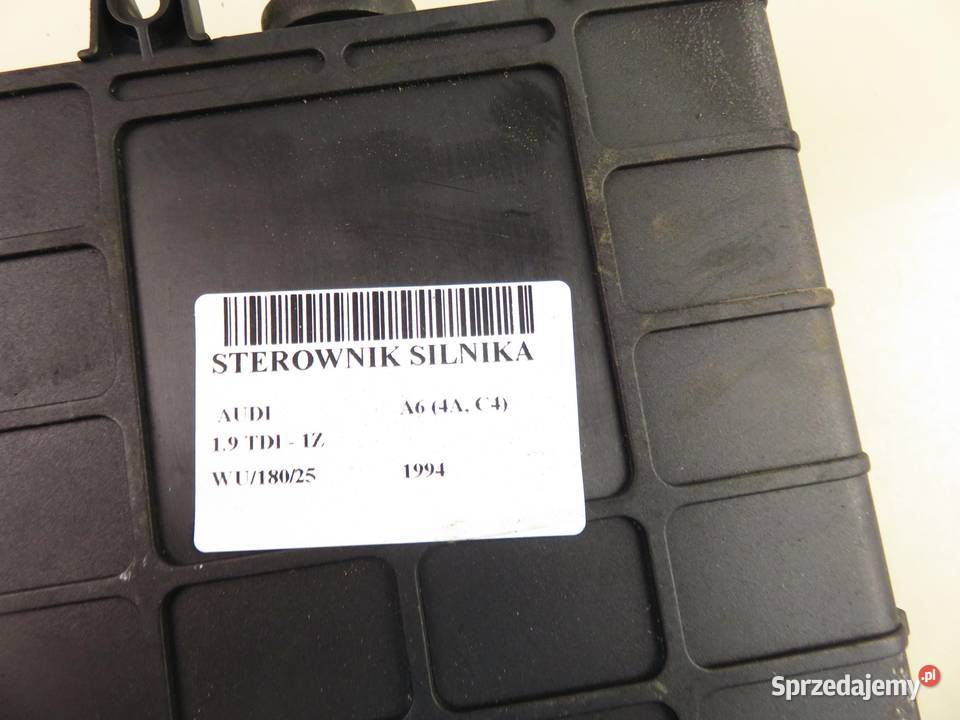 STEROWNIK SILNIKA
AUDI A6 (4A, C4)
1.9 TDI - 1Z
WU/180/25 1994
Sprzedajemy.pl